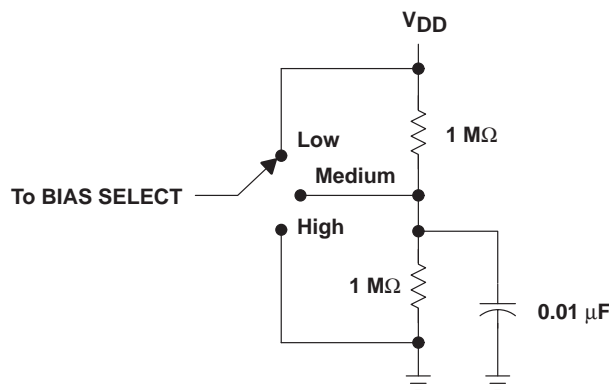 VDD
Low
1 MΩ
Medium
To BIAS SELECT
High
1 MΩ
0.01 μF